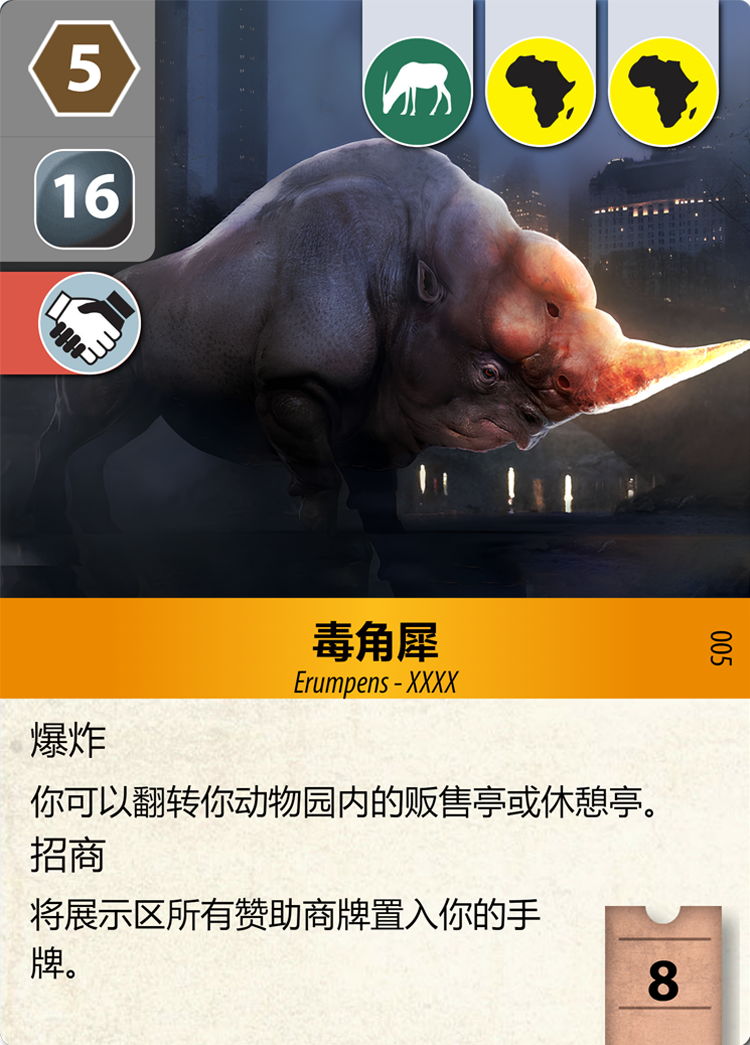 5
16
毒角犀
Erumpens - XXXX
005
爆炸
你可以翻转你动物园内的贩售亭或休憩亭。
招商
将展示区所有赞助商牌置入你的手
牌。
8